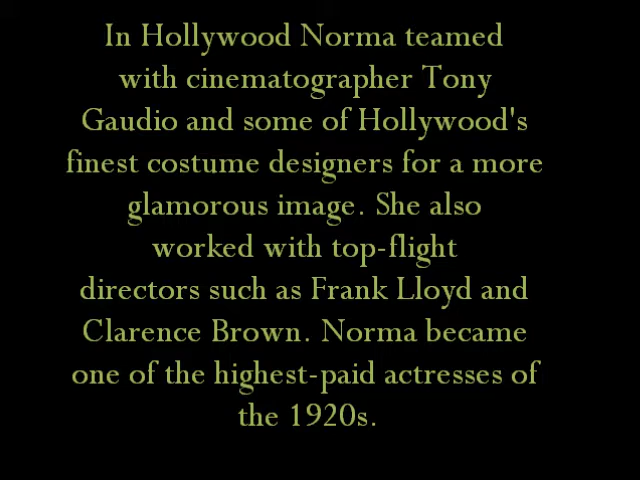 In Hollywood Norma teamed
with cinematographer Tony
Gaudio and some of Hollywood's
finest costume designers for a more
glamorous image. She also
worked with top-flight
directors such as Frank Lloyd and
Clarence Brown. Norma became
one of the highest-paid actresses of
the 1920s.